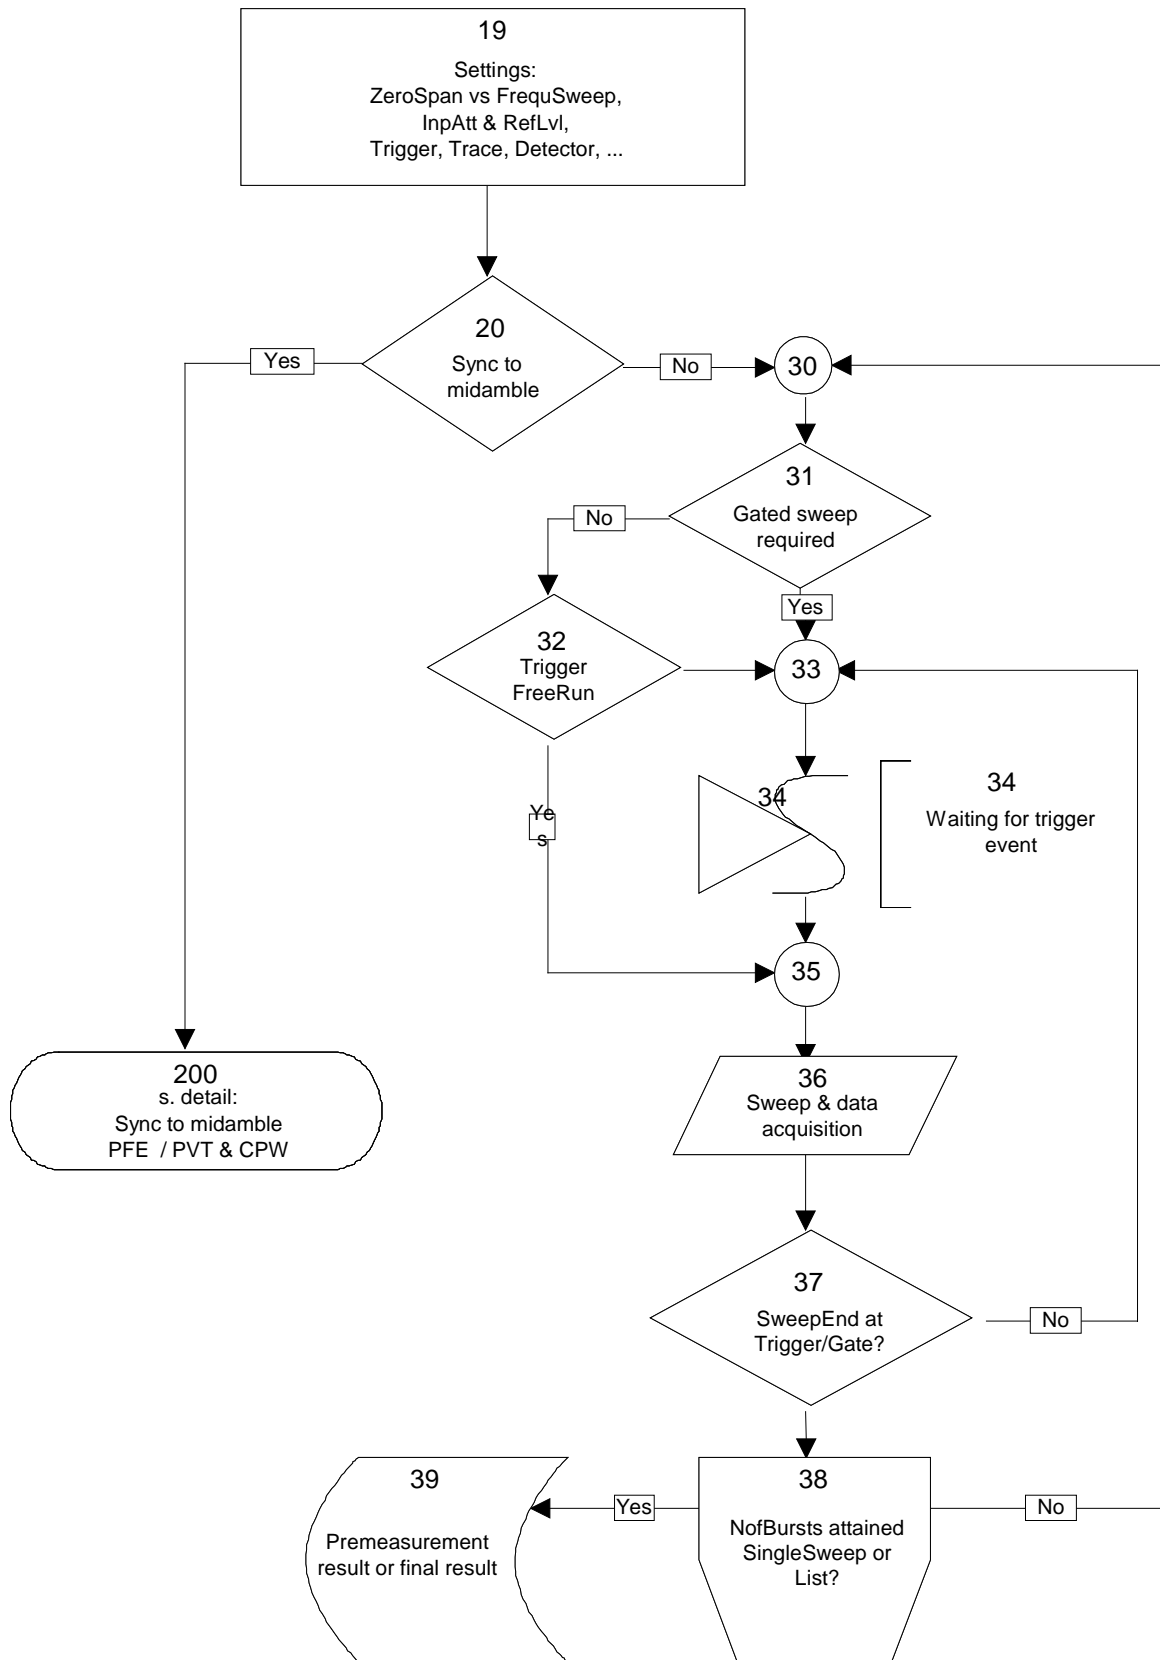 19
Settings:
ZeroSpan vs FrequSweep,
InpAtt & RefLvl,
Trigger, Trace, Detector, ...
20
Sync to
midamble
Yes
No
30
31
Gated sweep
required
No
Yes
32
Trigger
FreeRun
33
Ye
s
34
34
Waiting for trigger
event
35
200
s. detail:
Sync to midamble
PFE / PVT & CPW
36
Sweep & data
acquisition
37
SweepEnd at
Trigger/Gate?
No
39
Premeasurement
result or final result
Yes
38
NofBursts attained
SingleSweep or
List?
No